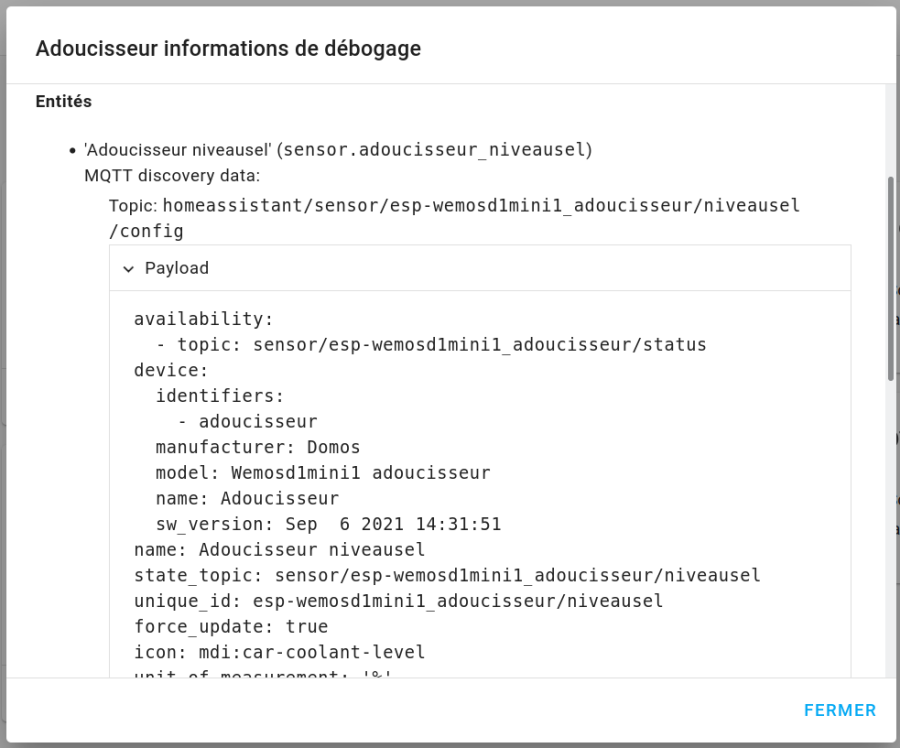 Adoucisseur informations de débogage
Entités
• 'Adoucisseur niveausel' (sensor.adoucisseur_niveausel)
MQTT discovery data:
Topic: homeassistant/sensor/esp-wemosd1mini1_adoucisseur/niveausel
/config
Payload
availability:
- topic: sensor/esp-wemosd1mini1_adoucisseur/status
device:
identifiers:
- adoucisseur
manufacturer: Domos
model: Wemosd1mini1 adoucisseur
name: Adoucisseur
sw_version: Sep  6 2021 14:31:51
name: Adoucisseur niveausel
state_topic: sensor/esp-wemosd1mini1_adoucisseur/niveausel
unique_id: esp-wemosd1mini1_adoucisseur/niveausel
force_update: true
icon: mdi:car-coolant-level
unit_of_measurement: '%'
FERMER